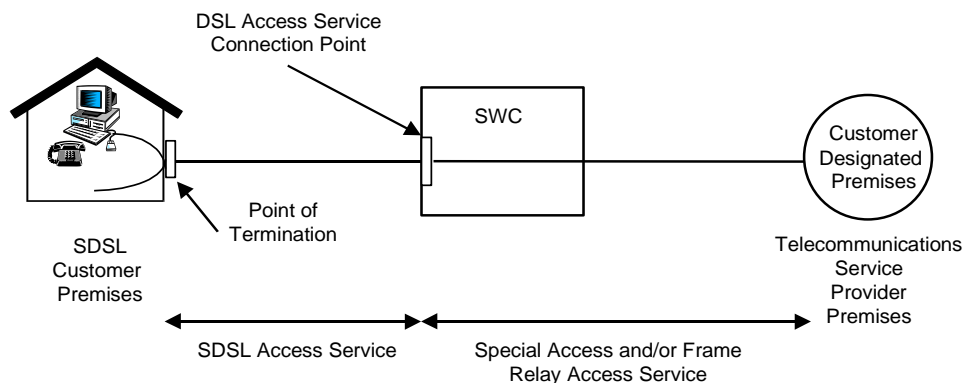 DSL Access Service
Connection Point
SWC
Customer
Designated
Premises
Point of
Termination
SDSL
Customer
Premises
Telecommunications
Service
Provider
Premises
SDSL Access Service
Special Access and/or Frame
Relay Access Service